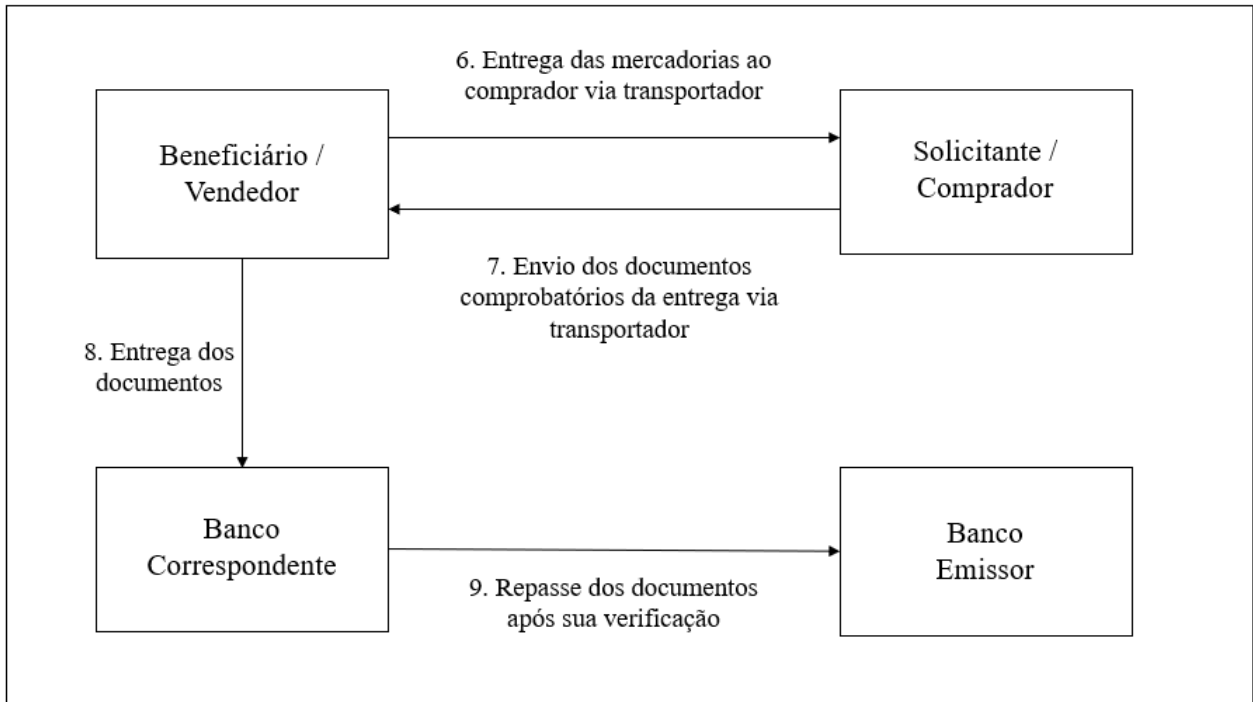 6. Entrega das mercadorias ao
comprador via transportador
Beneficiário /
Vendedor
Solicitante /
Comprador
7. Envio dos documentos
comprobatórios da entrega via
transportador
8. Entrega dos
documentos
Banco
Correspondente
Banco
Emissor
9. Repasse dos documentos
após sua verificação